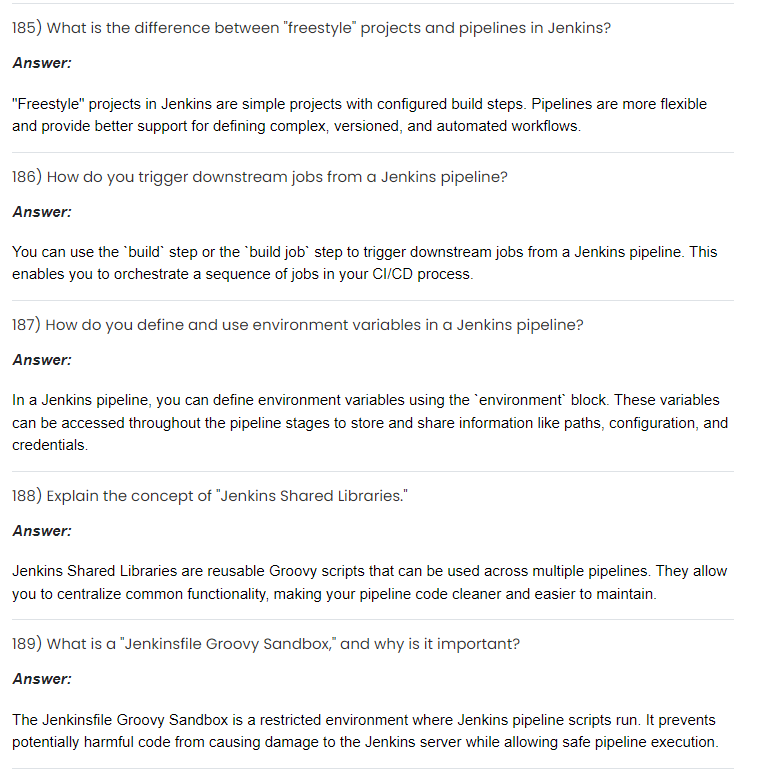 185) What is the difference between "freestyle" projects and pipelines in Jenkins?
Answer:
"Freestyle" projects in Jenkins are simple projects with configured build steps. Pipelines are more flexible
and provide better support for defining complex, versioned, and automated workflows.
186) How do you trigger downstream jobs from a Jenkins pipeline?
Answer:
You can use the `build` step or the `build job` step to trigger downstream jobs from a Jenkins pipeline. This
enables you to orchestrate a sequence of jobs in your CI/CD process.
187) How do you define and use environment variables in a Jenkins pipeline?
Answer:
In a Jenkins pipeline, you can define environment variables using the `environment` block. These variables
can be accessed throughout the pipeline stages to store and share information like paths, configuration, and
credentials.
188) Explain the concept of "Jenkins Shared Libraries."
Answer:
Jenkins Shared Libraries are reusable Groovy scripts that can be used across multiple pipelines. They allow
you to centralize common functionality, making your pipeline code cleaner and easier to maintain.
189) What is a "Jenkinsfile Groovy Sandbox," and why is it important?
Answer:
The Jenkinsfile Groovy Sandbox is a restricted environment where Jenkins pipeline scripts run. It prevents
potentially harmful code from causing damage to the Jenkins server while allowing safe pipeline execution.